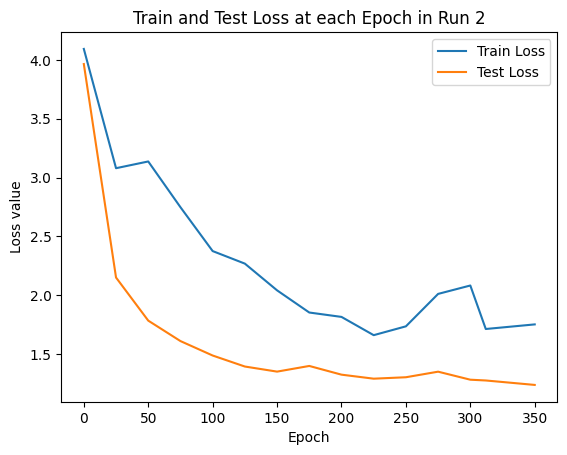 Train and Test Loss at each Epoch in Run 2
Train Loss
Test Loss
4.0
3.5
3.0
2.5
2.0
1.5
Loss value
0 50 100 150 200 250 300 350
Epoch